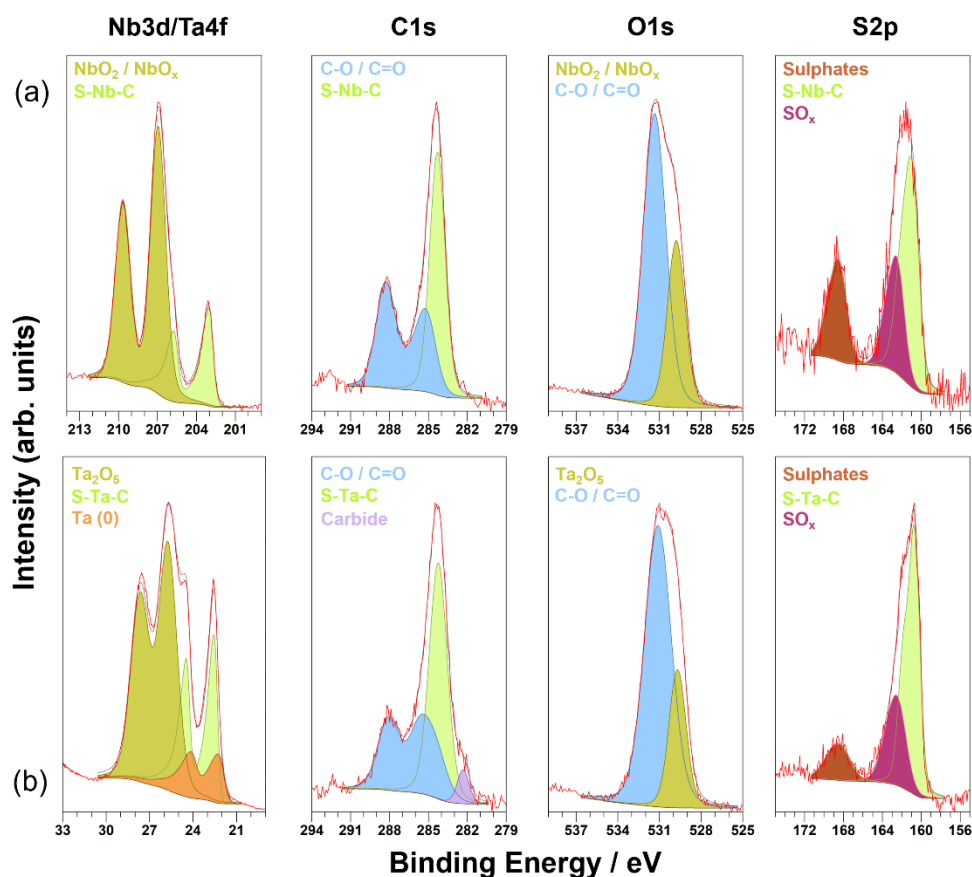 Nb3d/Ta4f C1s O1s S2p
(a)
NbO₂ / NbOₓ
S-Nb-C
C-O / C=O
S-Nb-C
NbO₂ / NbOₓ
C-O / C=O
Sulphates
S-Nb-C
SOₓ
213 210 207 204 201
294 291 288 285 282 279
537 534 531 528 525
172 168 164 160 156
Intensity (arb. units)
(b)
Ta₂O₅
S-Ta-C
Ta (0)
C-O / C=O
S-Ta-C
Carbide
Ta₂O₅
C-O / C=O
Sulphates
S-Ta-C
SOₓ
33 30 27 24 21
294 291 288 285 282 279
537 534 531 528 525
172 168 164 160 156
Binding Energy / eV